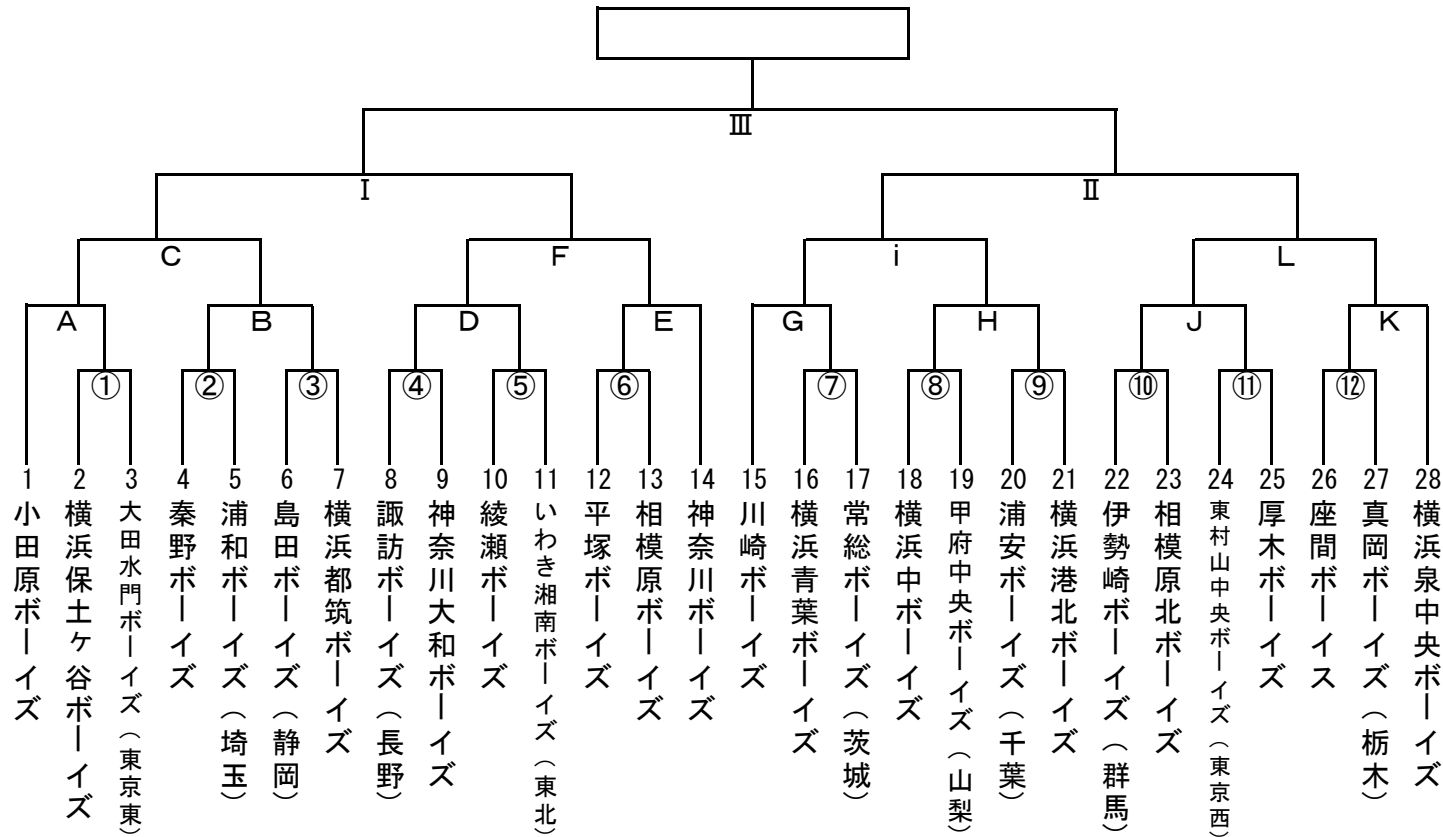 Ⅲ
Ⅰ
Ⅱ
C
F
i
L
A
B
D
E
G
H
J
K
①
②
③
④
⑤
⑥
⑦
⑧
⑨
⑩
⑪
⑫
1 小田原ボーイズ
2 横浜保土ヶ谷ボーイズ
3 大田水門ボーイズ（東京東）
4 秦野ボーイズ
5 浦和ボーイズ（埼玉）
6 島田ボーイズ（静岡）
7 横浜都筑ボーイズ
8 諏訪ボーイズ（長野）
9 神奈川大和ボーイズ
10 綾瀬ボーイズ
11 いわき湘南ボーイズ（東北）
12 平塚ボーイズ
13 相模原ボーイズ
14 神奈川ボーイズ
15 川崎ボーイズ
16 横浜青葉ボーイズ
17 常総ボーイズ（茨城）
18 横浜中ボーイズ
19 甲府中央ボーイズ（山梨）
20 浦安ボーイズ（千葉）
21 横浜港北ボーイズ
22 伊勢崎ボーイズ（群馬）
23 相模原北ボーイズ
24 東村山中央ボーイズ（東京西）
25 厚木ボーイズ
26 座間ボーイス
27 真岡ボーイズ（栃木）
28 横浜泉中央ボーイズ